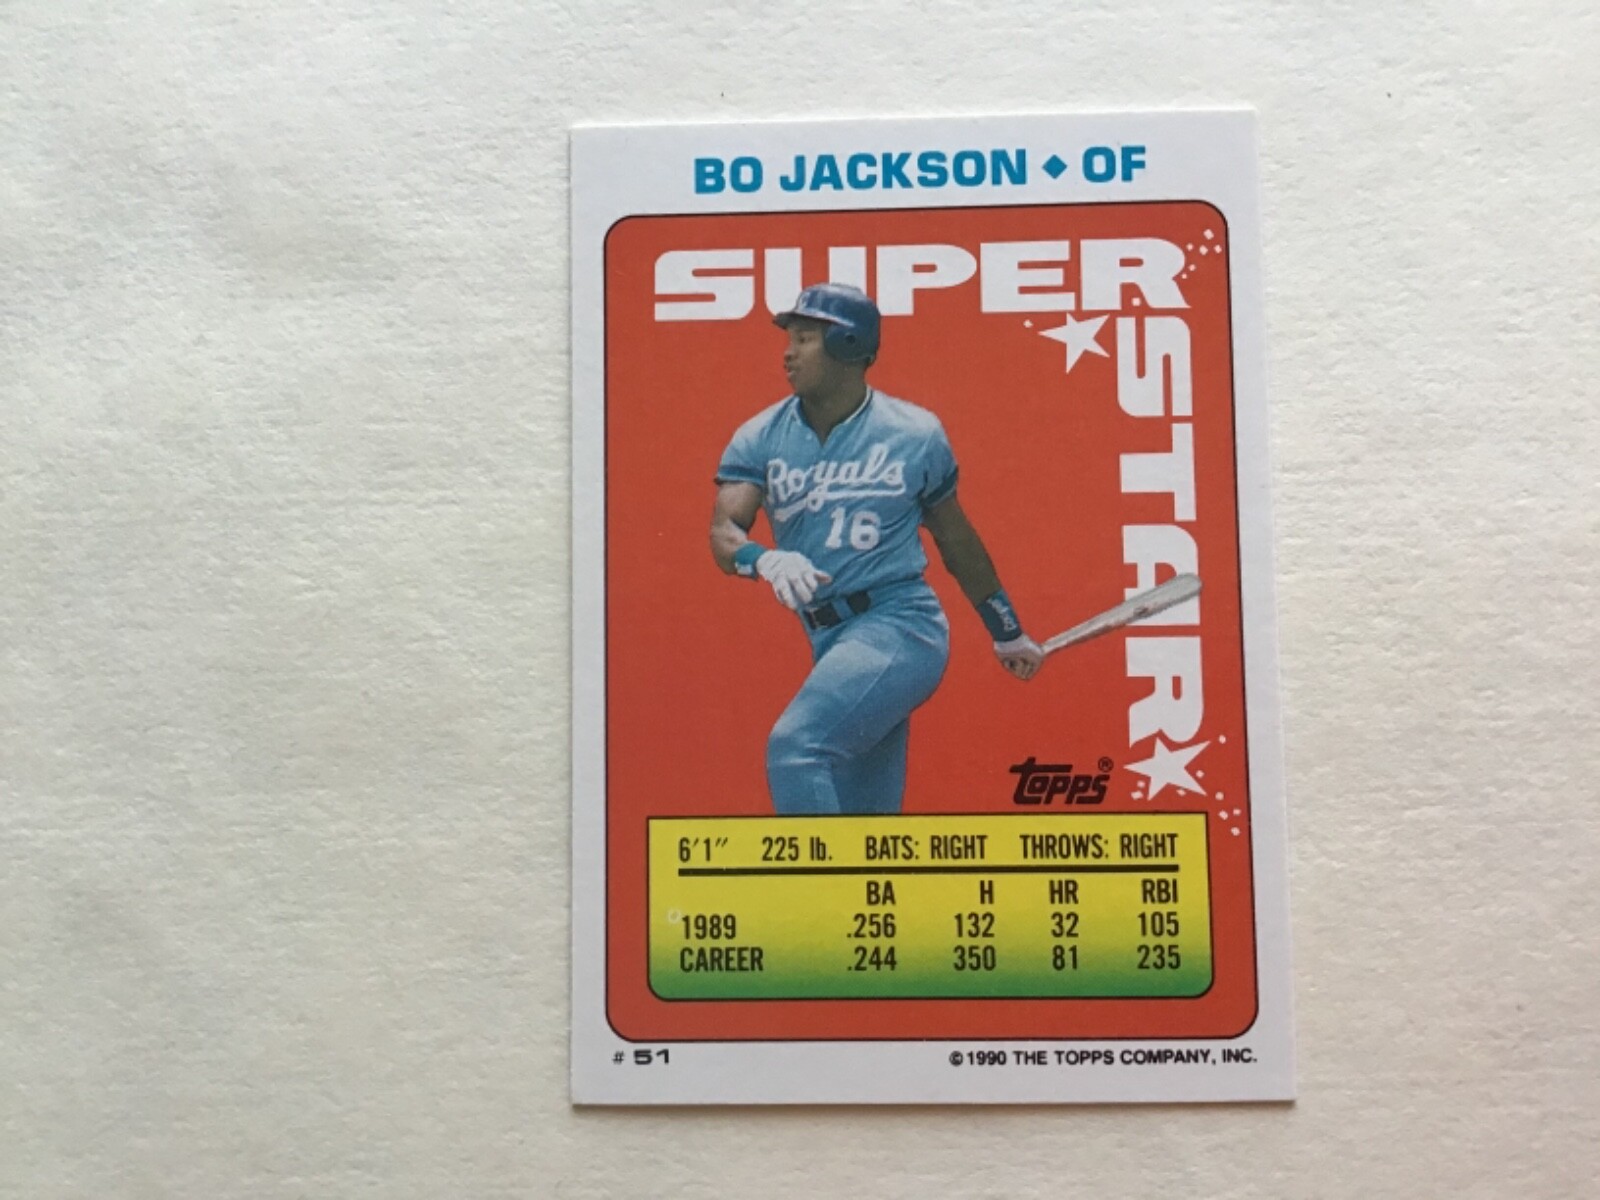 BO JACKSON ◆ OF
SUPER
STAR
Royals
16
topps®
6'1" 225 lb. BATS: RIGHT THROWS: RIGHT
BA H HR RBI
1989 .256 132 32 105
CAREER .244 350 81 235
# 51 © 1990 THE TOPPS COMPANY, INC.